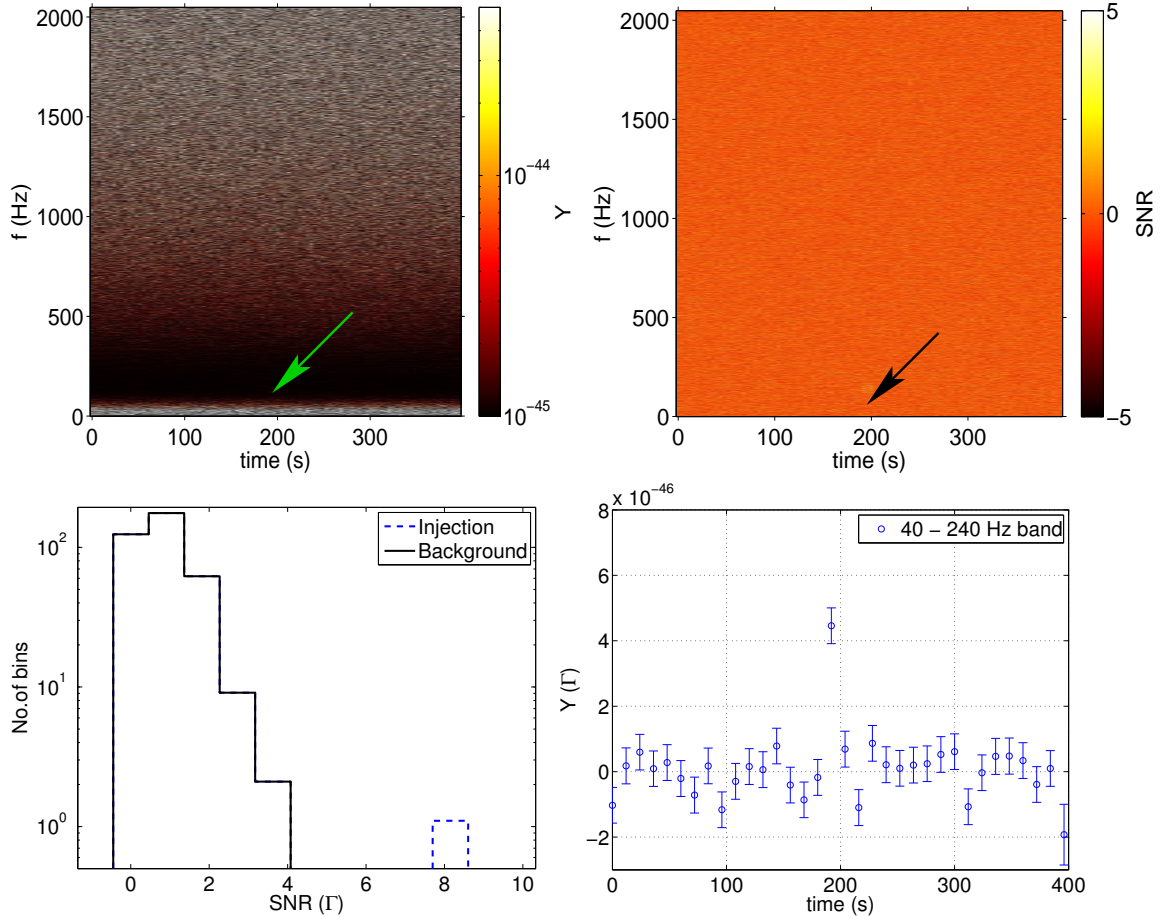 2000
1500
1000
500
0
f (Hz)
0 100 200 300
time (s)
10−44
10−45
Y
2000
1500
1000
500
0
f (Hz)
0 100 200 300
time (s)
5
0
−5
SNR
Injection
Background
10^2
10^1
10^0
No.of bins
0 2 4 6 8 10
SNR (Γ)
x 10−46
40 − 240 Hz band
8
6
4
2
0
−2
Y (Γ)
0 100 200 300 400
time (s)